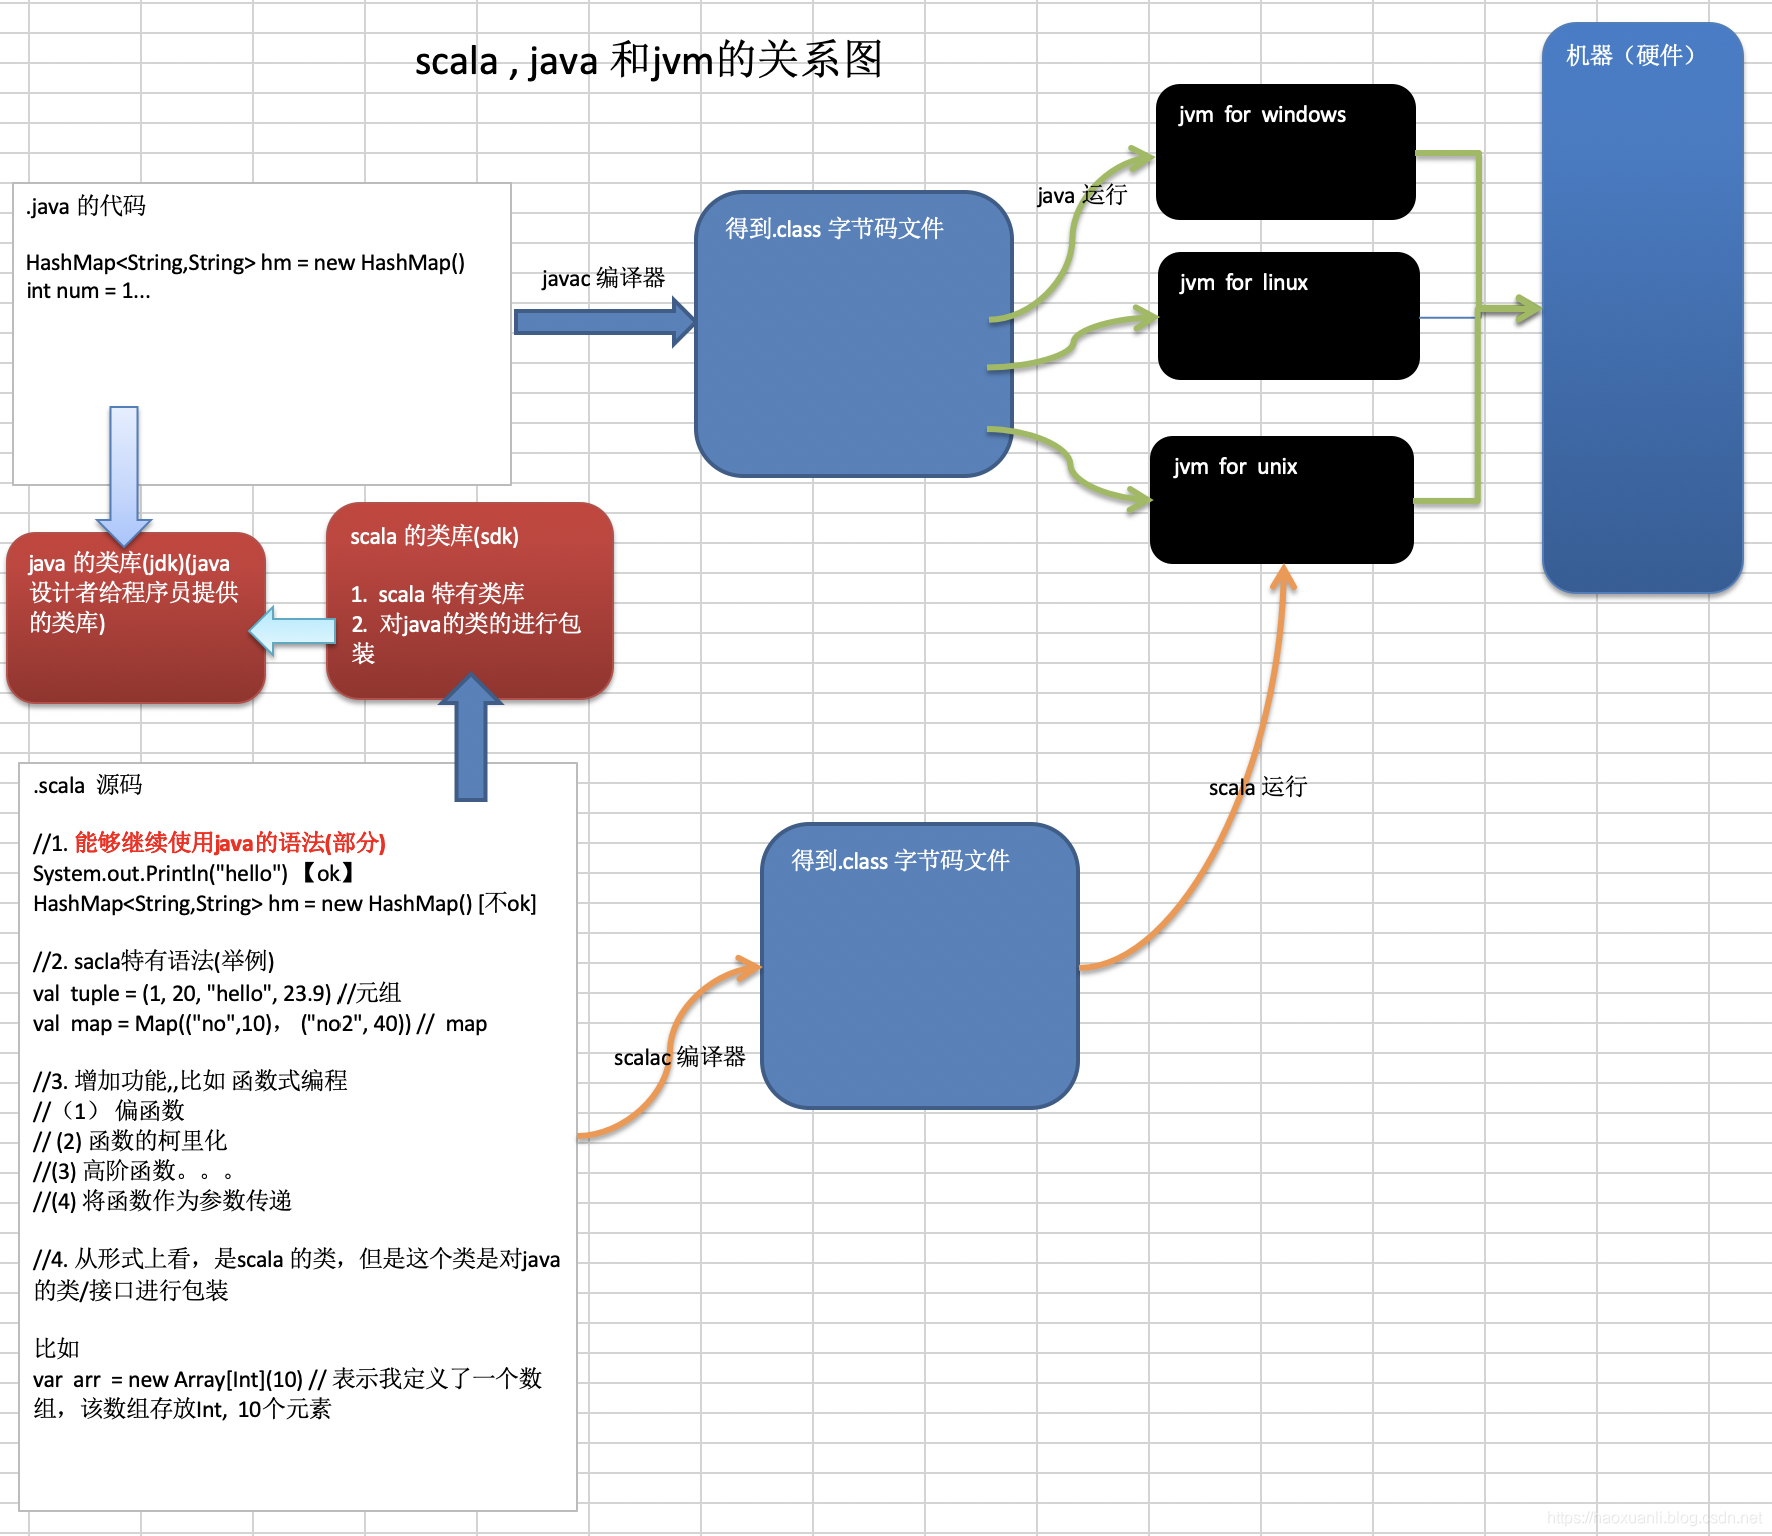 scala , java 和jvm的关系图
机器（硬件）
jvm for windows
java 运行
.java 的代码
HashMap<String,String> hm = new HashMap()
int num = 1...
javac 编译器
得到.class 字节码文件
jvm for linux
jvm for unix
java 的类库(jdk)(java
设计者给程序员提供
的类库)
scala 的类库(sdk)
1. scala 特有类库
2. 对java的类的进行包
装
.scala 源码
//1. 能够继续使用java的语法(部分)
System.out.Println("hello") 【ok】
HashMap<String,String> hm = new HashMap() [不ok]
//2. sacla特有语法(举例)
val tuple = (1, 20, "hello", 23.9) //元组
val map = Map(("no",10)， ("no2", 40)) // map
//3. 增加功能,,比如 函数式编程
//（1） 偏函数
// (2) 函数的柯里化
//(3) 高阶函数。。。
//(4) 将函数作为参数传递
//4. 从形式上看，是scala 的类，但是这个类是对java
的类/接口进行包装
比如
var arr = new Array[Int](10) // 表示我定义了一个数
组，该数组存放Int, 10个元素
scalac 编译器
得到.class 字节码文件
scala 运行
https://haoxuanli.blog.csdn.net